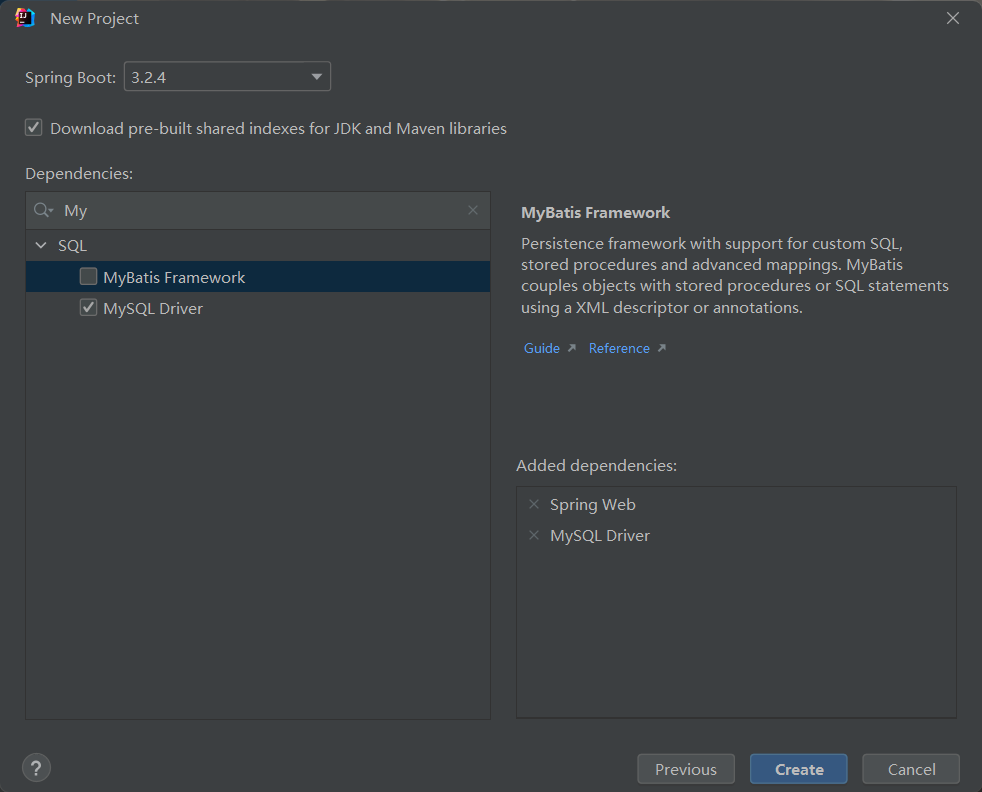 New Project
Spring Boot: 3.2.4
Download pre-built shared indexes for JDK and Maven libraries
Dependencies:
My
SQL
MyBatis Framework
MySQL Driver
MyBatis Framework
Persistence framework with support for custom SQL,
stored procedures and advanced mappings. MyBatis
couples objects with stored procedures or SQL statements
using a XML descriptor or annotations.
Guide Reference
Added dependencies:
Spring Web
MySQL Driver
? Previous Create Cancel